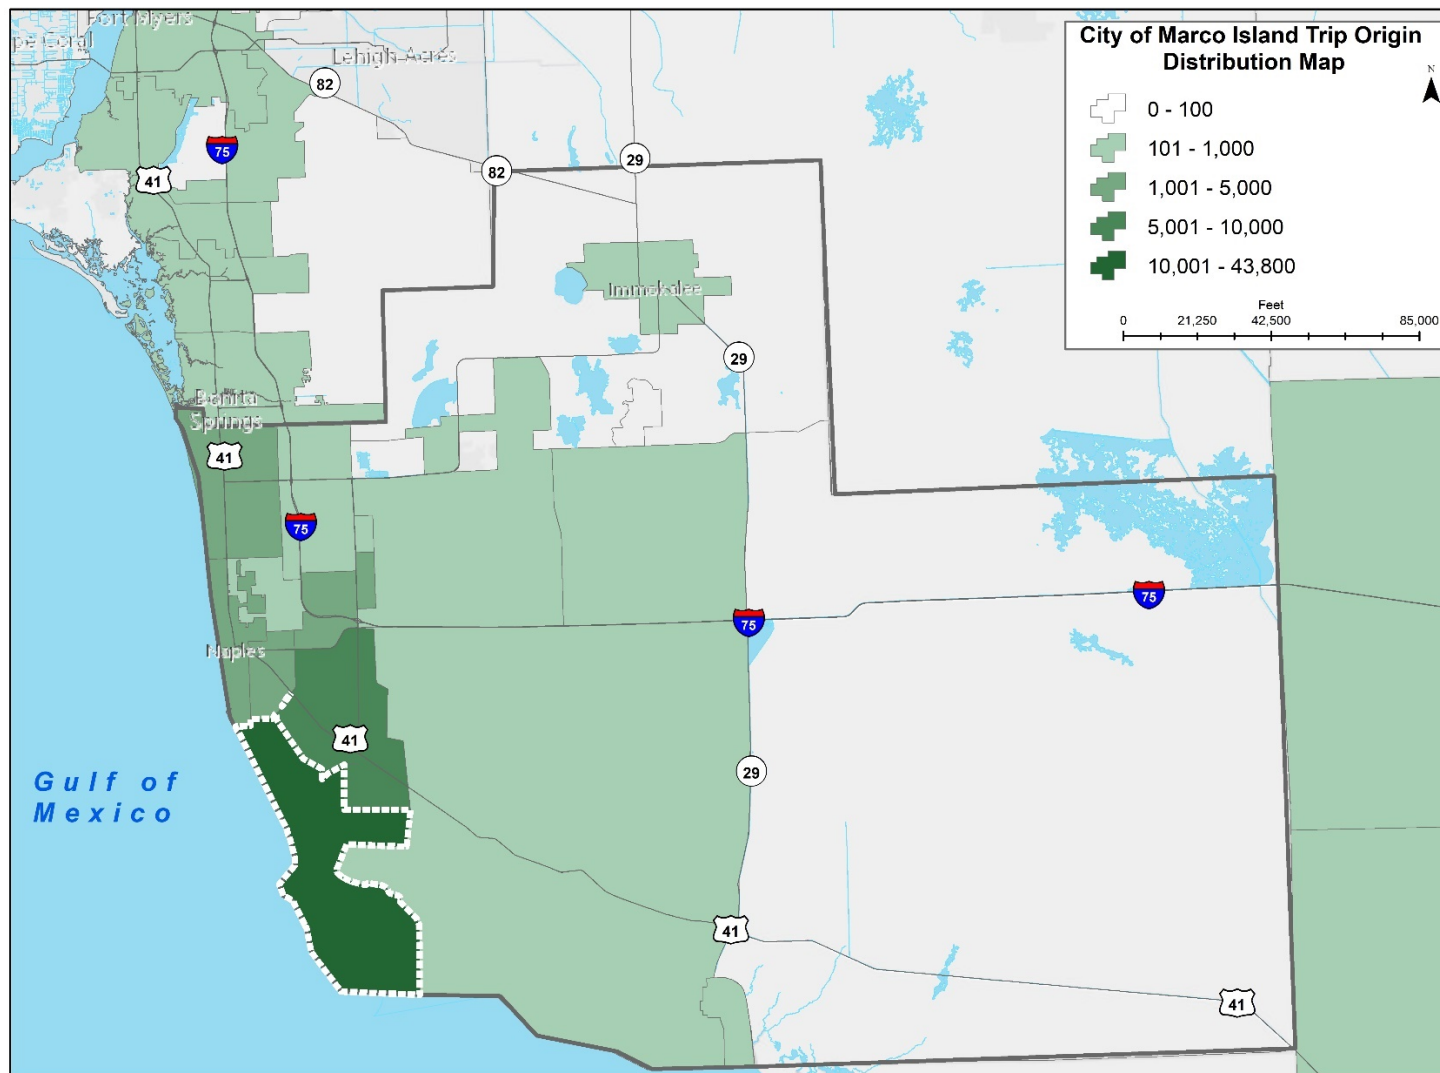 Fort Myers
pe Coral
Lehigh Acres
82
75
41
82
29
Immokalee
29
Bonita
Springs
41
75
75
75
Naples
41
29
41
41
Gulf of
Mexico
City of Marco Island Trip Origin
Distribution Map
N
0 - 100
101 - 1,000
1,001 - 5,000
5,001 - 10,000
10,001 - 43,800
Feet
0 21,250 42,500 85,000